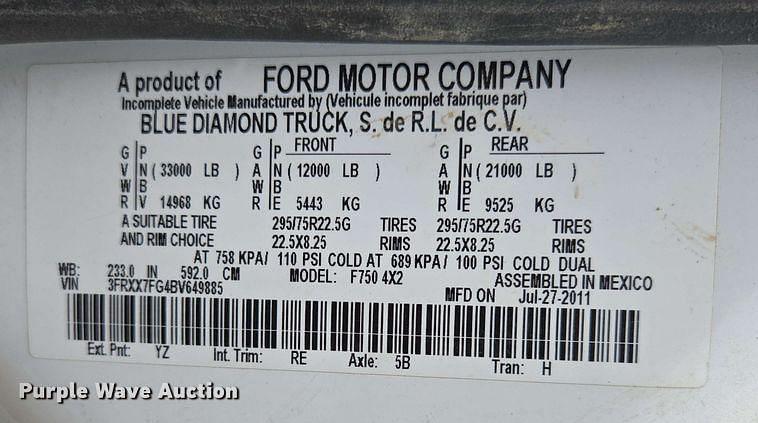 A product of FORD MOTOR COMPANY
Incomplete Vehicle Manufactured by (Vehicule incomplet fabrique par)
BLUE DIAMOND TRUCK, S. de R.L. de C.V.
FRONT REAR
G P G P G P
V N ( 33000 LB ) A N ( 12000 LB ) A N ( 21000 LB )
W B W B W B
R V 14968 KG R E 5443 KG R E 9525 KG
A SUITABLE TIRE 295/75R22.5G TIRES 295/75R22.5G TIRES
AND RIM CHOICE 22.5X8.25 RIMS 22.5X8.25 RIMS
AT 758 KPA/ 110 PSI COLD AT 689 KPA/ 100 PSI COLD DUAL
WB: 233.0 IN 592.0 CM MODEL: F750 4X2 ASSEMBLED IN MEXICO
VIN 3FRXX7FG4BV649885 MFD ON Jul-27-2011
Ext. Pnt: YZ Int. Trim: RE Axle: 5B Tran: H
Purple Wave Auction